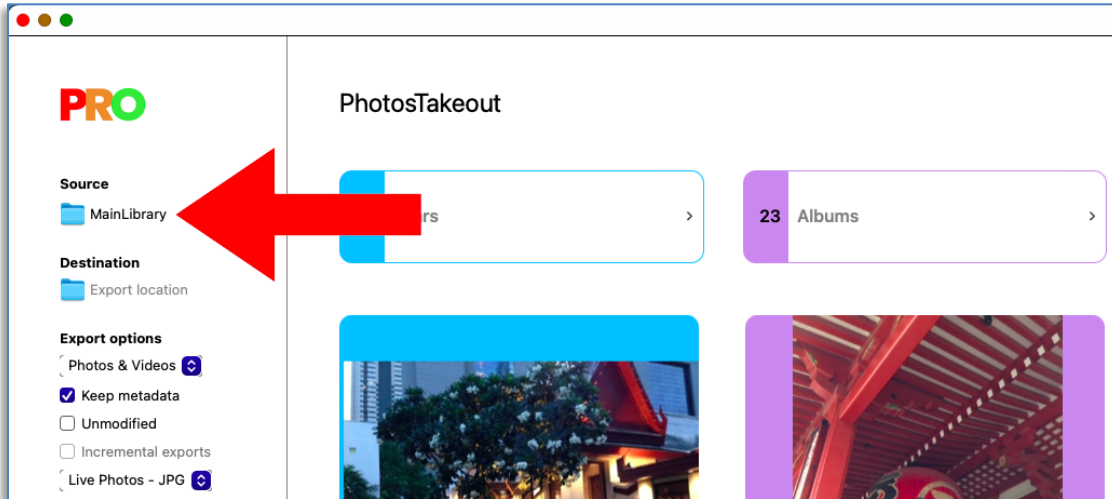 PRO
PhotosTakeout
Source
MainLibrary
rs
23 Albums
Destination
Export location
Export options
Photos & Videos
Keep metadata
Unmodified
Incremental exports
Live Photos - JPG